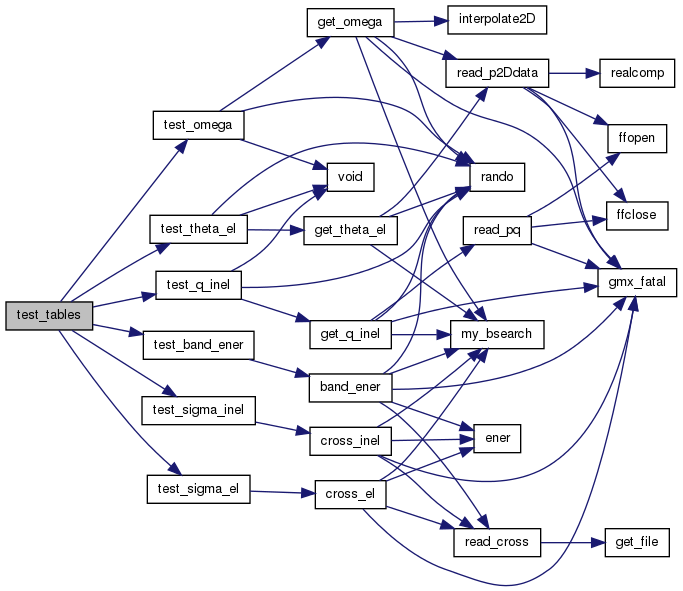 get_omega
interpolate2D
read_p2Ddata
realcomp
test_omega
ffopen
void
rando
test_theta_el
get_theta_el
read_pq
ffclose
test_q_inel
gmx_fatal
test_tables
get_q_inel
my_bsearch
test_band_ener
band_ener
test_sigma_inel
cross_inel
ener
test_sigma_el
cross_el
read_cross
get_file